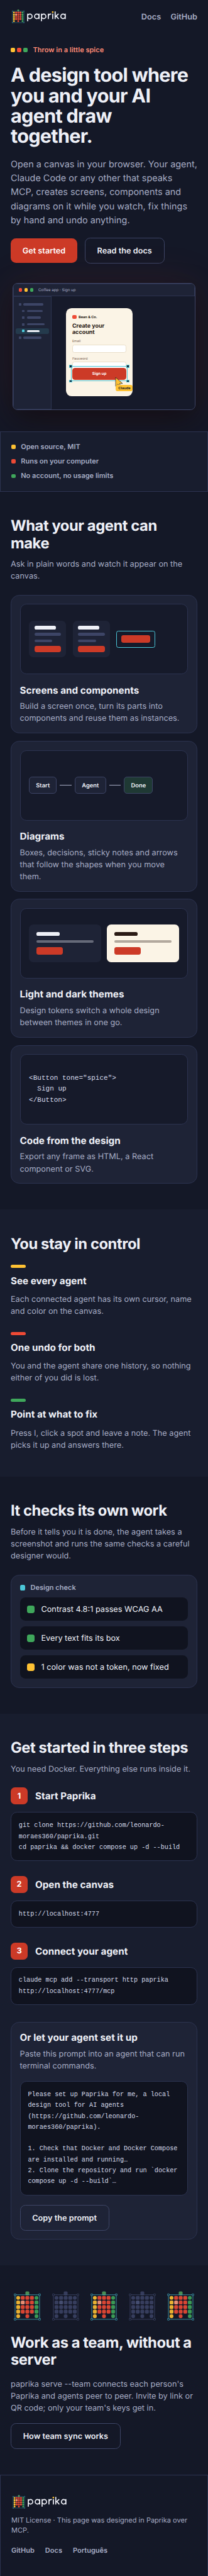 paprika
Docs
GitHub
Throw in a little spice
A design tool where
you and your AI
agent draw
together.
Open a canvas in your browser. Your agent,
Claude Code or any other that speaks
MCP, creates screens, components and
diagrams on it while you watch, fix things
by hand and undo anything.
Get started
Read the docs
Coffee app · Sign up
Bean & Co.
Create your
account
Email
Password
Sign up
Claude
Open source, MIT
Runs on your computer
No account, no usage limits
What your agent can
make
Ask in plain words and watch it appear on the
canvas.
Screens and components
Build a screen once, turn its parts into
components and reuse them as instances.
Start
Agent
Done
Diagrams
Boxes, decisions, sticky notes and arrows
that follow the shapes when you move
them.
Light and dark themes
Design tokens switch a whole design
between themes in one go.
<Button tone="spice">
Sign up
</Button>
Code from the design
Export any frame as HTML, a React
component or SVG.
You stay in control
See every agent
Each connected agent has its own cursor, name
and color on the canvas.
One undo for both
You and the agent share one history, so nothing
either of you did is lost.
Point at what to fix
Press I, click a spot and leave a note. The agent
picks it up and answers there.
It checks its own work
Before it tells you it is done, the agent takes a
screenshot and runs the same checks a careful
designer would.
Design check
Contrast 4.8:1 passes WCAG AA
Every text fits its box
1 color was not a token, now fixed
Get started in three steps
You need Docker. Everything else runs inside it.
1
Start Paprika
git clone https://github.com/leonardo-
moraes360/paprika.git
cd paprika && docker compose up -d --build
2
Open the canvas
http://localhost:4777
3
Connect your agent
claude mcp add --transport http paprika
http://localhost:4777/mcp
Or let your agent set it up
Paste this prompt into an agent that can run
terminal commands.
Please set up Paprika for me, a local
design tool for AI agents
(https://github.com/leonardo-
moraes360/paprika).
1. Check that Docker and Docker Compose
are installed and running…
2. Clone the repository and run `docker
compose up -d --build`…
Copy the prompt
Work as a team, without a
server
paprika serve --team connects each person's
Paprika and agents peer to peer. Invite by link or
QR code; only your team's keys get in.
How team sync works
paprika
MIT License · This page was designed in Paprika over
MCP.
GitHub
Docs
Português